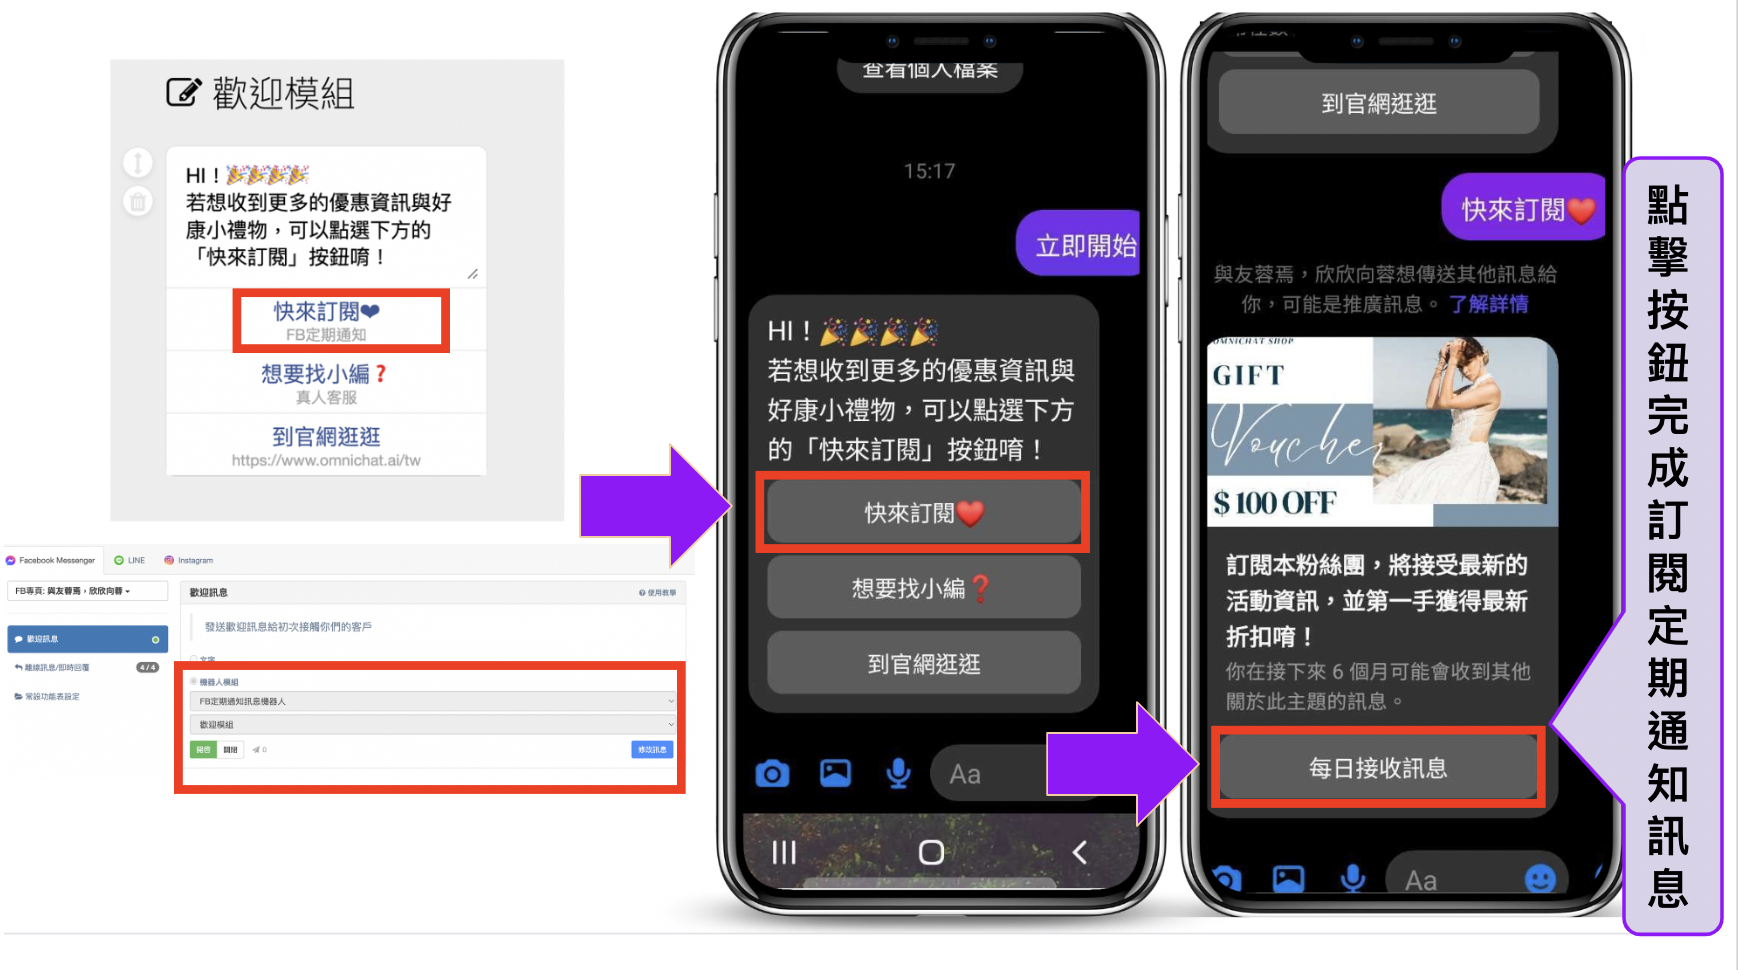 歡迎模組
HI！🎉🎉🎉🎉
若想收到更多的優惠資訊與好
康小禮物，可以點選下方的
「快來訂閱」按鈕唷！
快來訂閱❤
FB定期通知
想要找小編❓
真人客服
到官網逛逛
https://www.omnichat.ai/tw
Facebook Messenger
LINE
Instagram
FB專頁: 與友蓉焉，欣欣向蓉
歡迎訊息
離線訊息/即時回覆
4/4
常設功能表設定
歡迎訊息
使用教學
發送歡迎訊息給初次接觸你們的客戶
文字
機器人模組
FB定期通知訊息機器人
歡迎模組
開啓
關閉
0
修改訊息
查看個人檔案
15:17
立即開始
HI！🎉🎉🎉🎉
若想收到更多的優惠資訊與
好康小禮物，可以點選下方
的「快來訂閱」按鈕唷！
快來訂閱❤️
想要找小編❓
到官網逛逛
Aa
到官網逛逛
快來訂閱❤️
與友蓉焉，欣欣向蓉想傳送其他訊息給
你，可能是推廣訊息。了解詳情
OMNICHAT SHOP
GIFT
Voucher
$100 OFF
訂閱本粉絲團，將接受最新的
活動資訊，並第一手獲得最新
折扣唷！
你在接下來 6 個月可能會收到其他
關於此主題的訊息。
每日接收訊息
Aa
點擊按鈕完成訂閱定期通知訊息